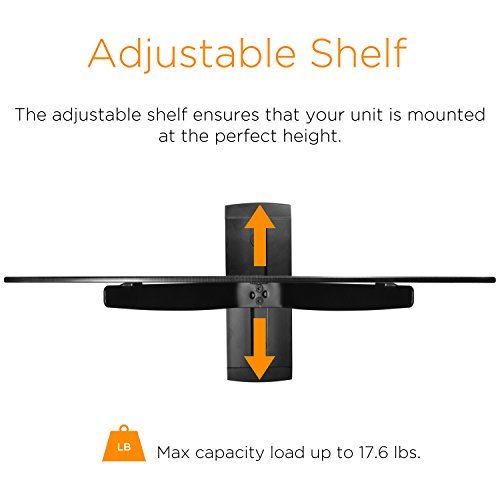 Adjustable Shelf
The adjustable shelf ensures that your unit is mounted
at the perfect height.
LB
Max capacity load up to 17.6 lbs.